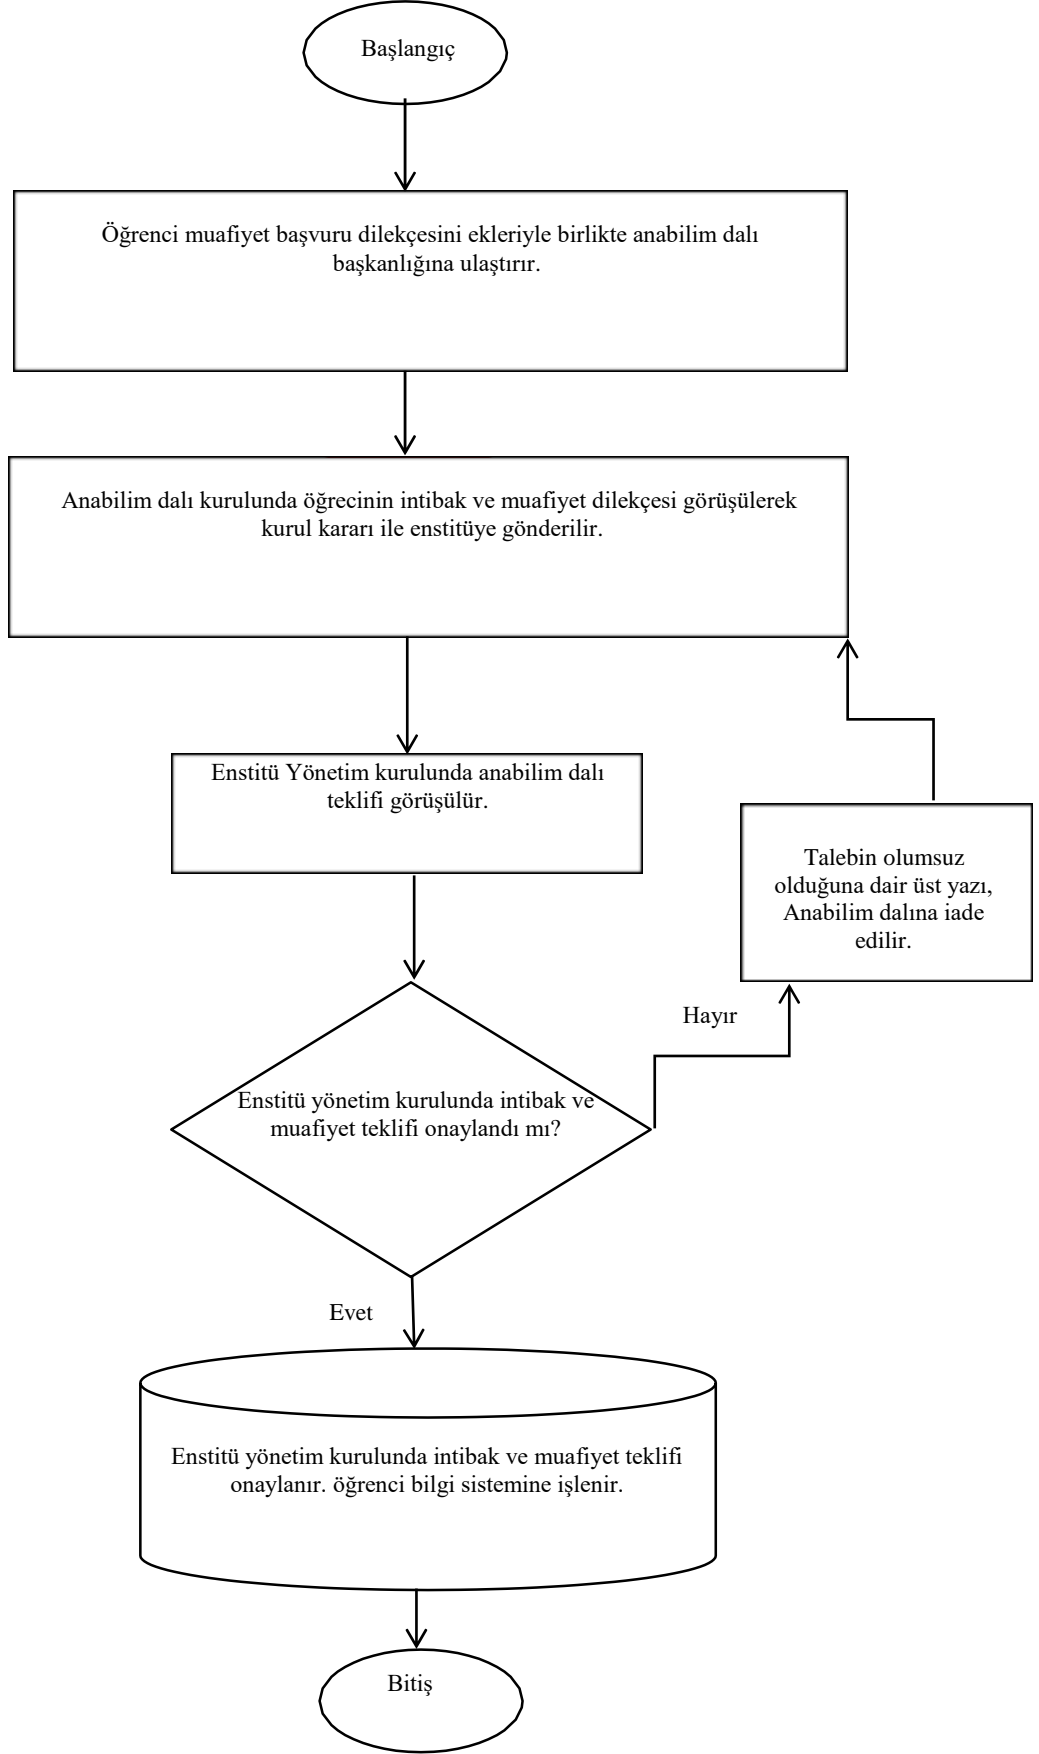 Başlangıç
Öğrenci muafiyet başvuru dilekçesini ekleriyle birlikte anabilim dalı
başkanlığına ulaştırır.
Anabilim dalı kurulunda öğrecinin intibak ve muafiyet dilekçesi görüşülerek
kurul kararı ile enstitüye gönderilir.
Enstitü Yönetim kurulunda anabilim dalı
teklifi görüşülür.
Talebin olumsuz
olduğuna dair üst yazı,
Anabilim dalına iade
edilir.
Hayır
Enstitü yönetim kurulunda intibak ve
muafiyet teklifi onaylandı mı?
Evet
Enstitü yönetim kurulunda intibak ve muafiyet teklifi
onaylanır. öğrenci bilgi sistemine işlenir.
Bitiş